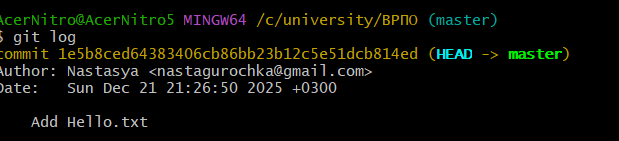 AcerNitro@AcerNitro5 MINGW64 /c/university/ВРПО (master)
$ git log
commit 1e5b8ced64383406cb86bb23b12c5e51dcb814ed (HEAD -> master)
Author: Nastasya <nastagurochka@gmail.com>
Date:   Sun Dec 21 21:26:50 2025 +0300
    Add Hello.txt